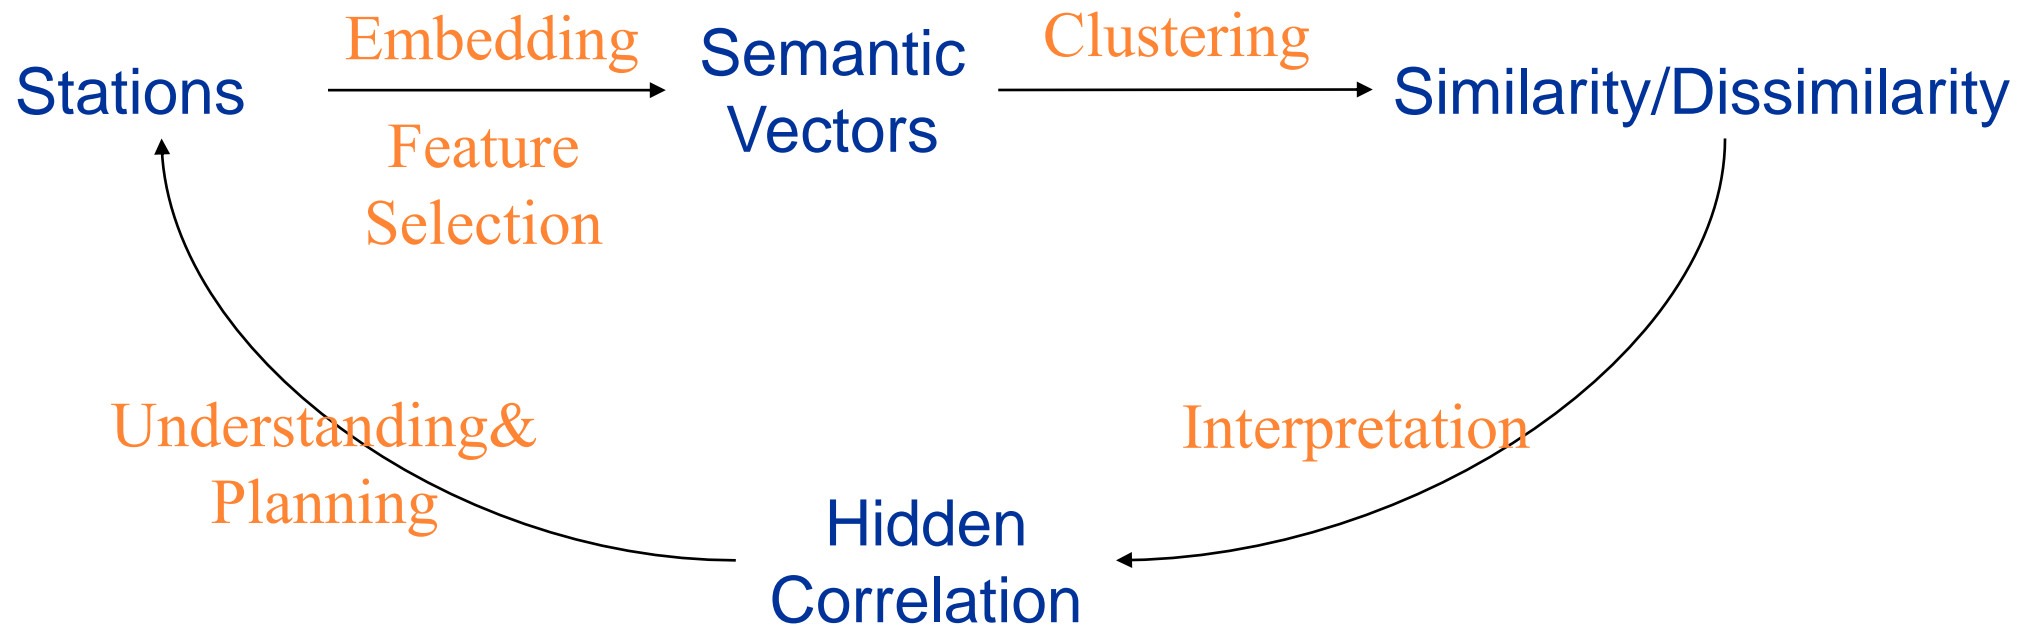 Stations
Embedding
Feature
Selection
Semantic
Vectors
Clustering
Similarity/Dissimilarity
Interpretation
Hidden
Correlation
Understanding&
Planning